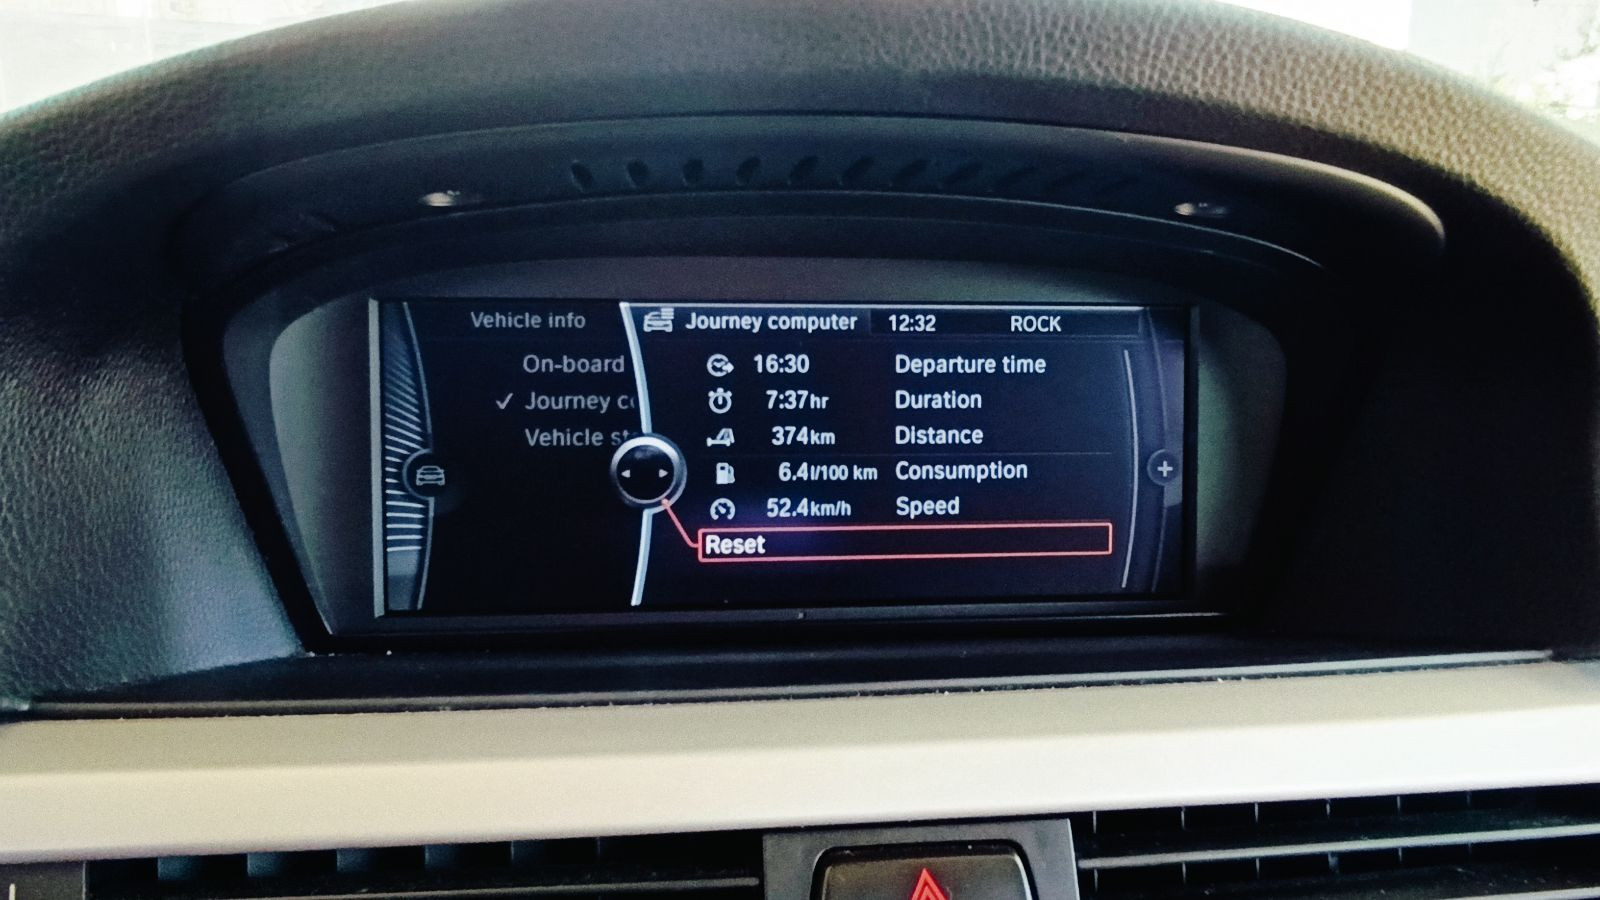 Vehicle info
Journey computer 12:32 ROCK
On-board
✓ Journey c
Vehicle st
16:30 Departure time
7:37hr Duration
374km Distance
6.4l/100 km Consumption
52.4km/h Speed
Reset